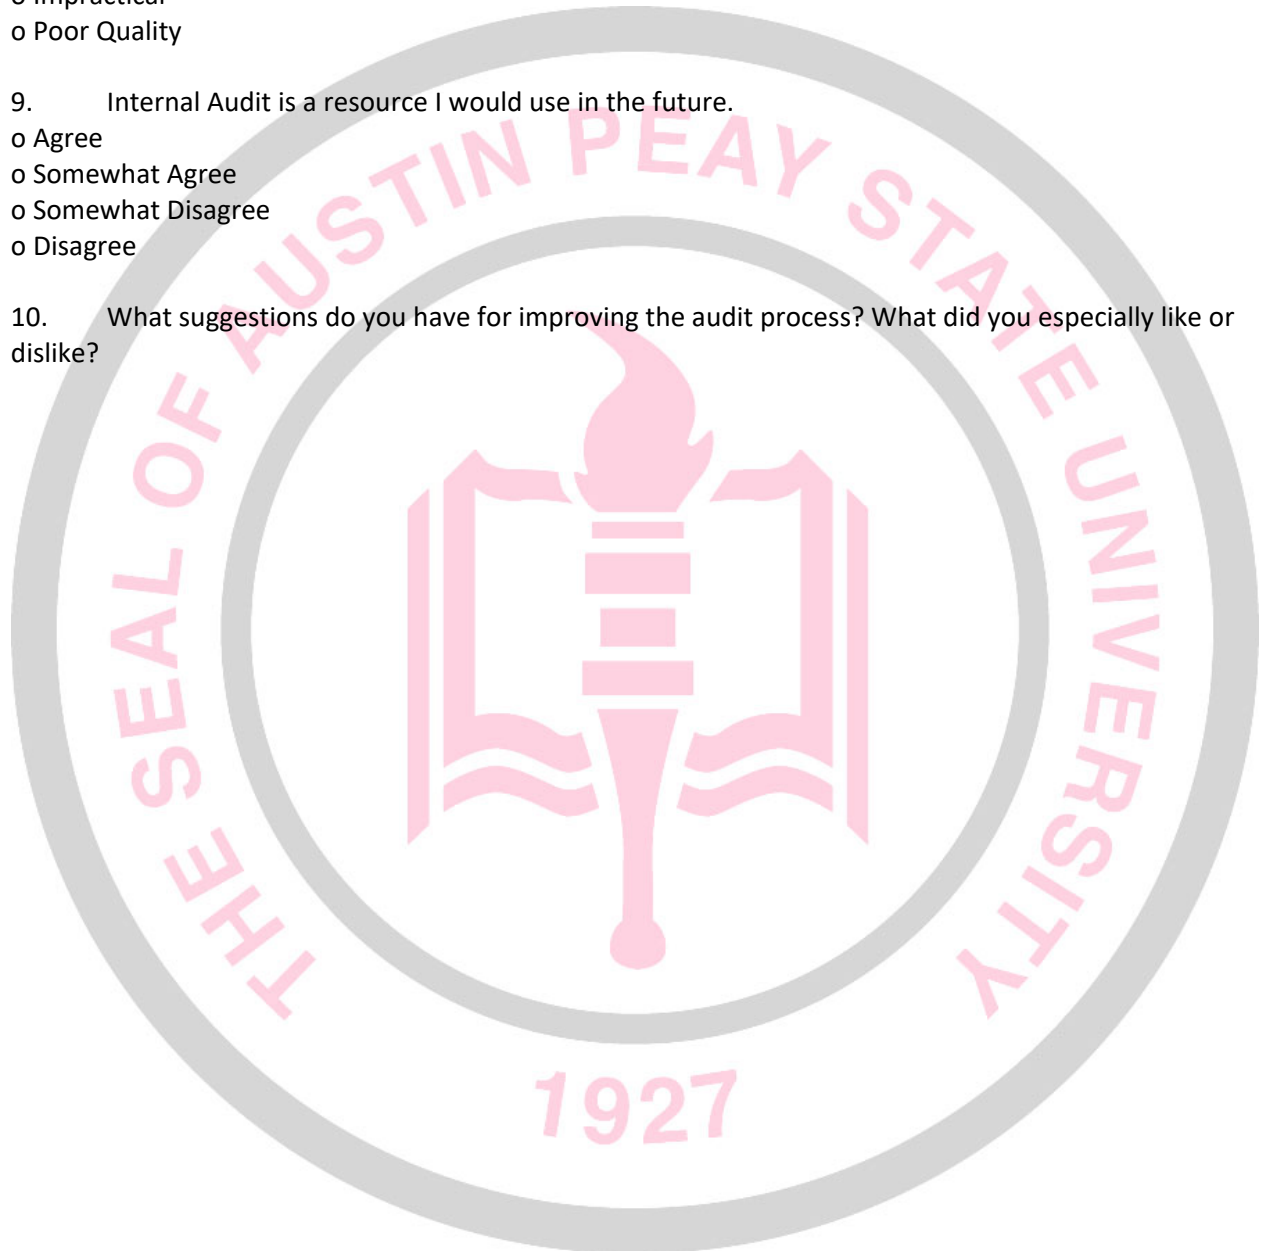 o Impractical
o Poor Quality
9. Internal Audit is a resource I would use in the future.
o Agree
o Somewhat Agree
o Somewhat Disagree
o Disagree
10. What suggestions do you have for improving the audit process? What did you especially like or
dislike?
THE SEAL OF AUSTIN PEAY STATE UNIVERSITY
1927